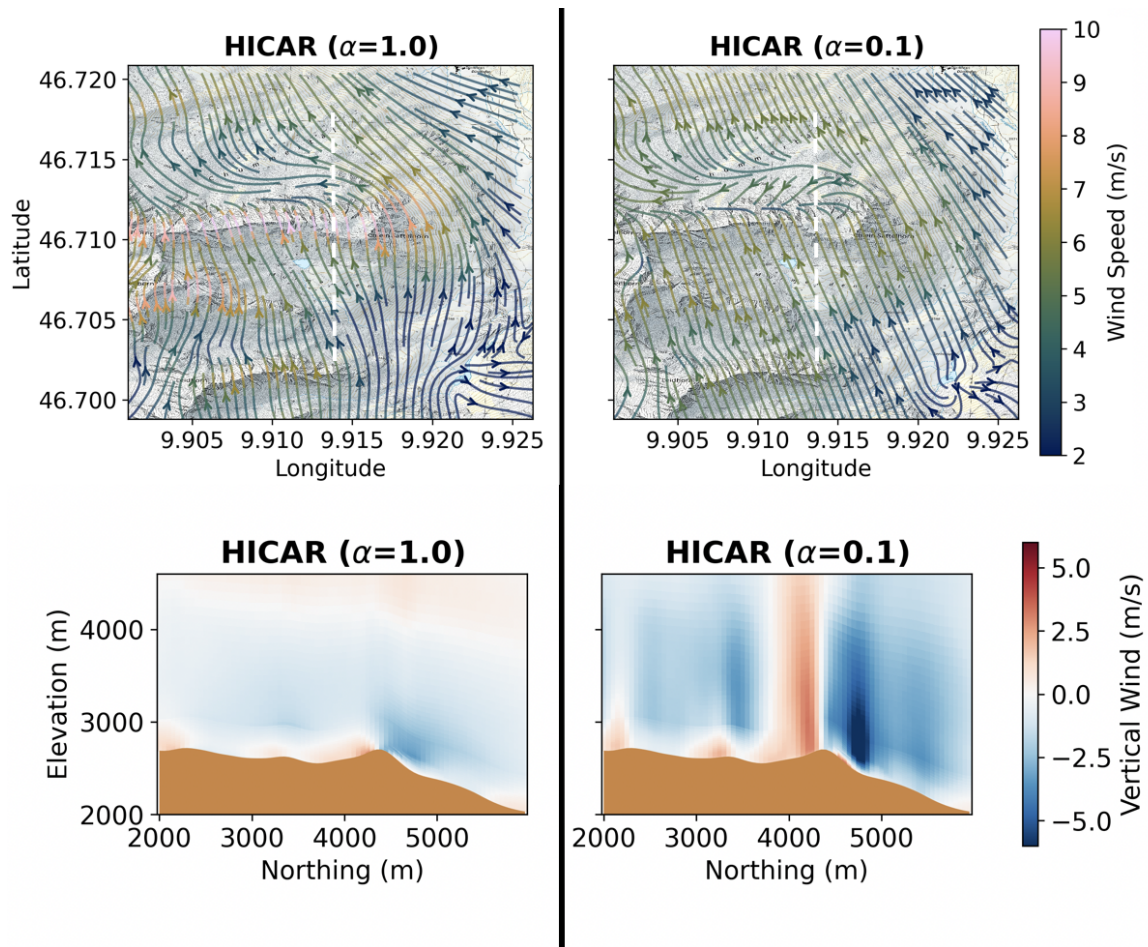 HICAR (α=1.0)
HICAR (α=0.1)
Latitude
46.720
46.715
46.710
46.705
46.700
9.905 9.910 9.915 9.920 9.925
Longitude
9.905 9.910 9.915 9.920 9.925
Longitude
10
9
8
7
6
5
4
3
2
Wind Speed (m/s)
HICAR (α=1.0)
HICAR (α=0.1)
Elevation (m)
4000
3000
2000
2000 3000 4000 5000
Northing (m)
2000 3000 4000 5000
Northing (m)
5.0
2.5
0.0
−2.5
−5.0
Vertical Wind (m/s)